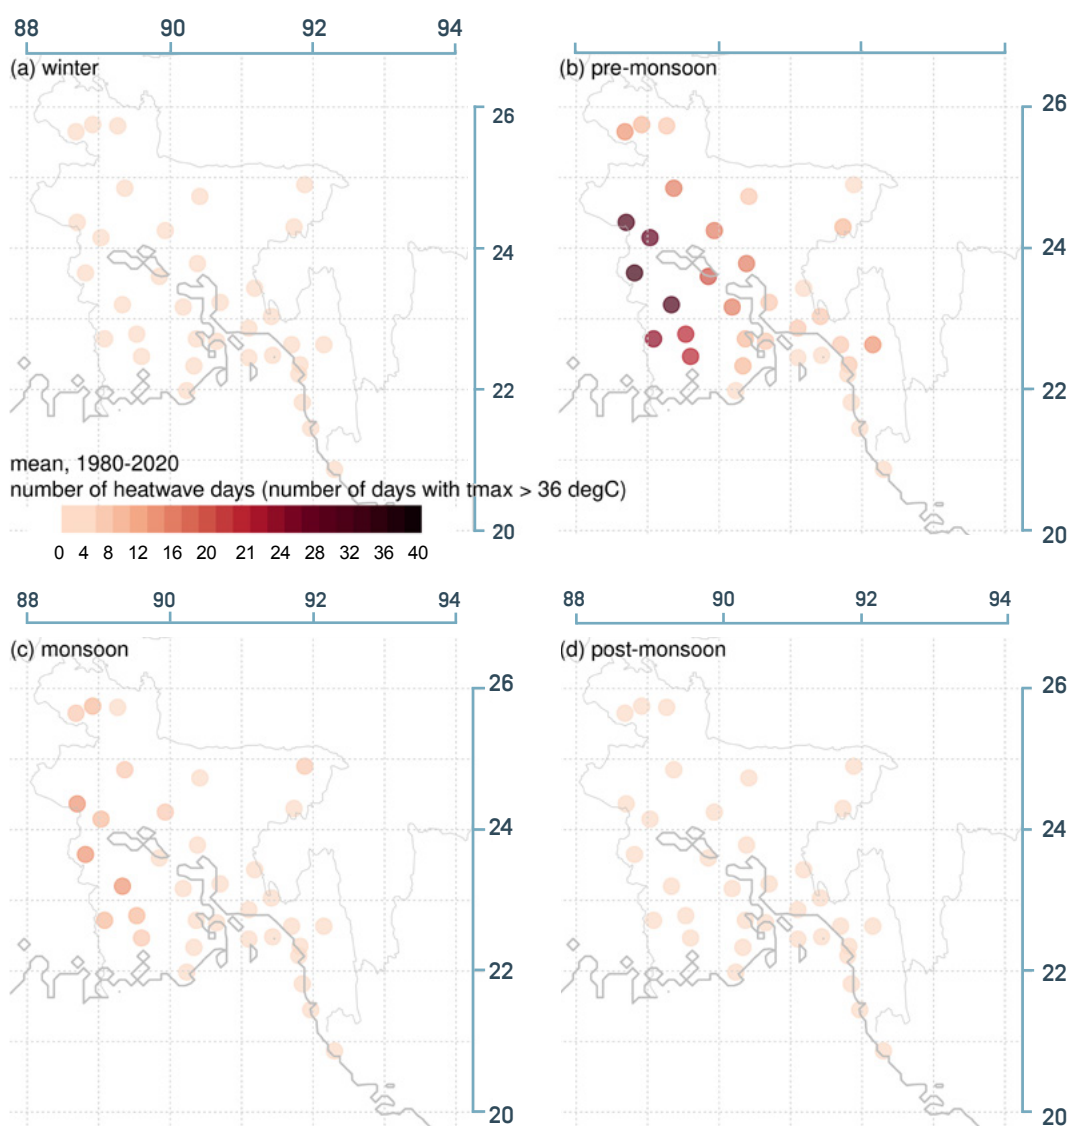 88 90 92 94
(a) winter
(b) pre-monsoon
26 26
24 24
22 22
mean, 1980-2020
number of heatwave days (number of days with tmax > 36 degC)
20 20
0 4 8 12 16 20 21 24 28 32 36 40
88 90 92 94 88 90 92 94
(c) monsoon
(d) post-monsoon
26 26
24 24
22 22
20 20